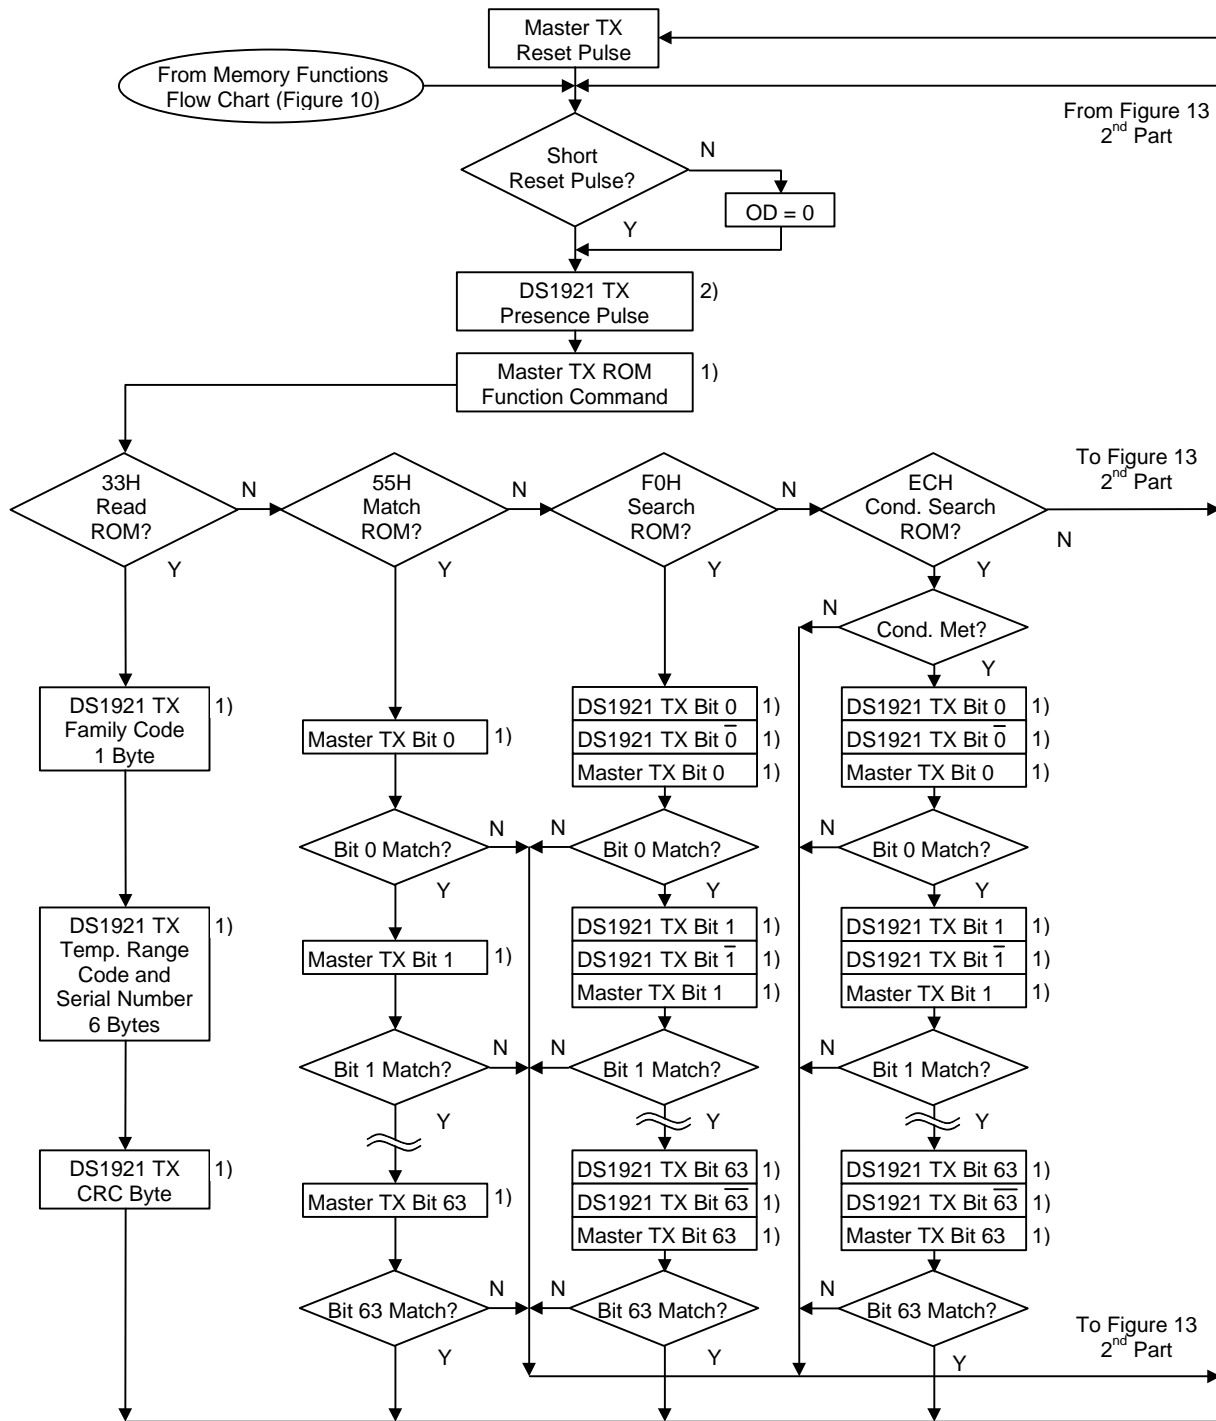 Master TX
Reset Pulse
From Memory Functions
Flow Chart (Figure 10)
From Figure 13
2nd Part
Short
Reset Pulse?
N
OD = 0
Y
DS1921 TX
Presence Pulse
2)
Master TX ROM
Function Command
1)
To Figure 13
2nd Part
33H
Read
ROM?
N
Y
55H
Match
ROM?
N
Y
F0H
Search
ROM?
N
Y
ECH
Cond. Search
ROM?
N
Y
N
Cond. Met?
Y
DS1921 TX
Family Code
1 Byte
1)
DS1921 TX
Temp. Range
Code and
Serial Number
6 Bytes
1)
DS1921 TX
CRC Byte
1)
Master TX Bit 0
1)
Bit 0 Match?
N
Y
Master TX Bit 1
1)
Bit 1 Match?
N
Y
Master TX Bit 63
1)
Bit 63 Match?
N
Y
DS1921 TX Bit 0
1)
DS1921 TX Bit 0̅
1)
Master TX Bit 0
1)
N
Bit 0 Match?
Y
DS1921 TX Bit 1
1)
DS1921 TX Bit 1̅
1)
Master TX Bit 1
1)
N
Bit 1 Match?
Y
DS1921 TX Bit 63
1)
DS1921 TX Bit 6̅3̅
1)
Master TX Bit 63
1)
N
Bit 63 Match?
Y
DS1921 TX Bit 0
1)
DS1921 TX Bit 0̅
1)
Master TX Bit 0
1)
N
Bit 0 Match?
Y
DS1921 TX Bit 1
1)
DS1921 TX Bit 1̅
1)
Master TX Bit 1
1)
N
Bit 1 Match?
Y
DS1921 TX Bit 63
1)
DS1921 TX Bit 6̅3̅
1)
Master TX Bit 63
1)
N
Bit 63 Match?
Y
To Figure 13
2nd Part